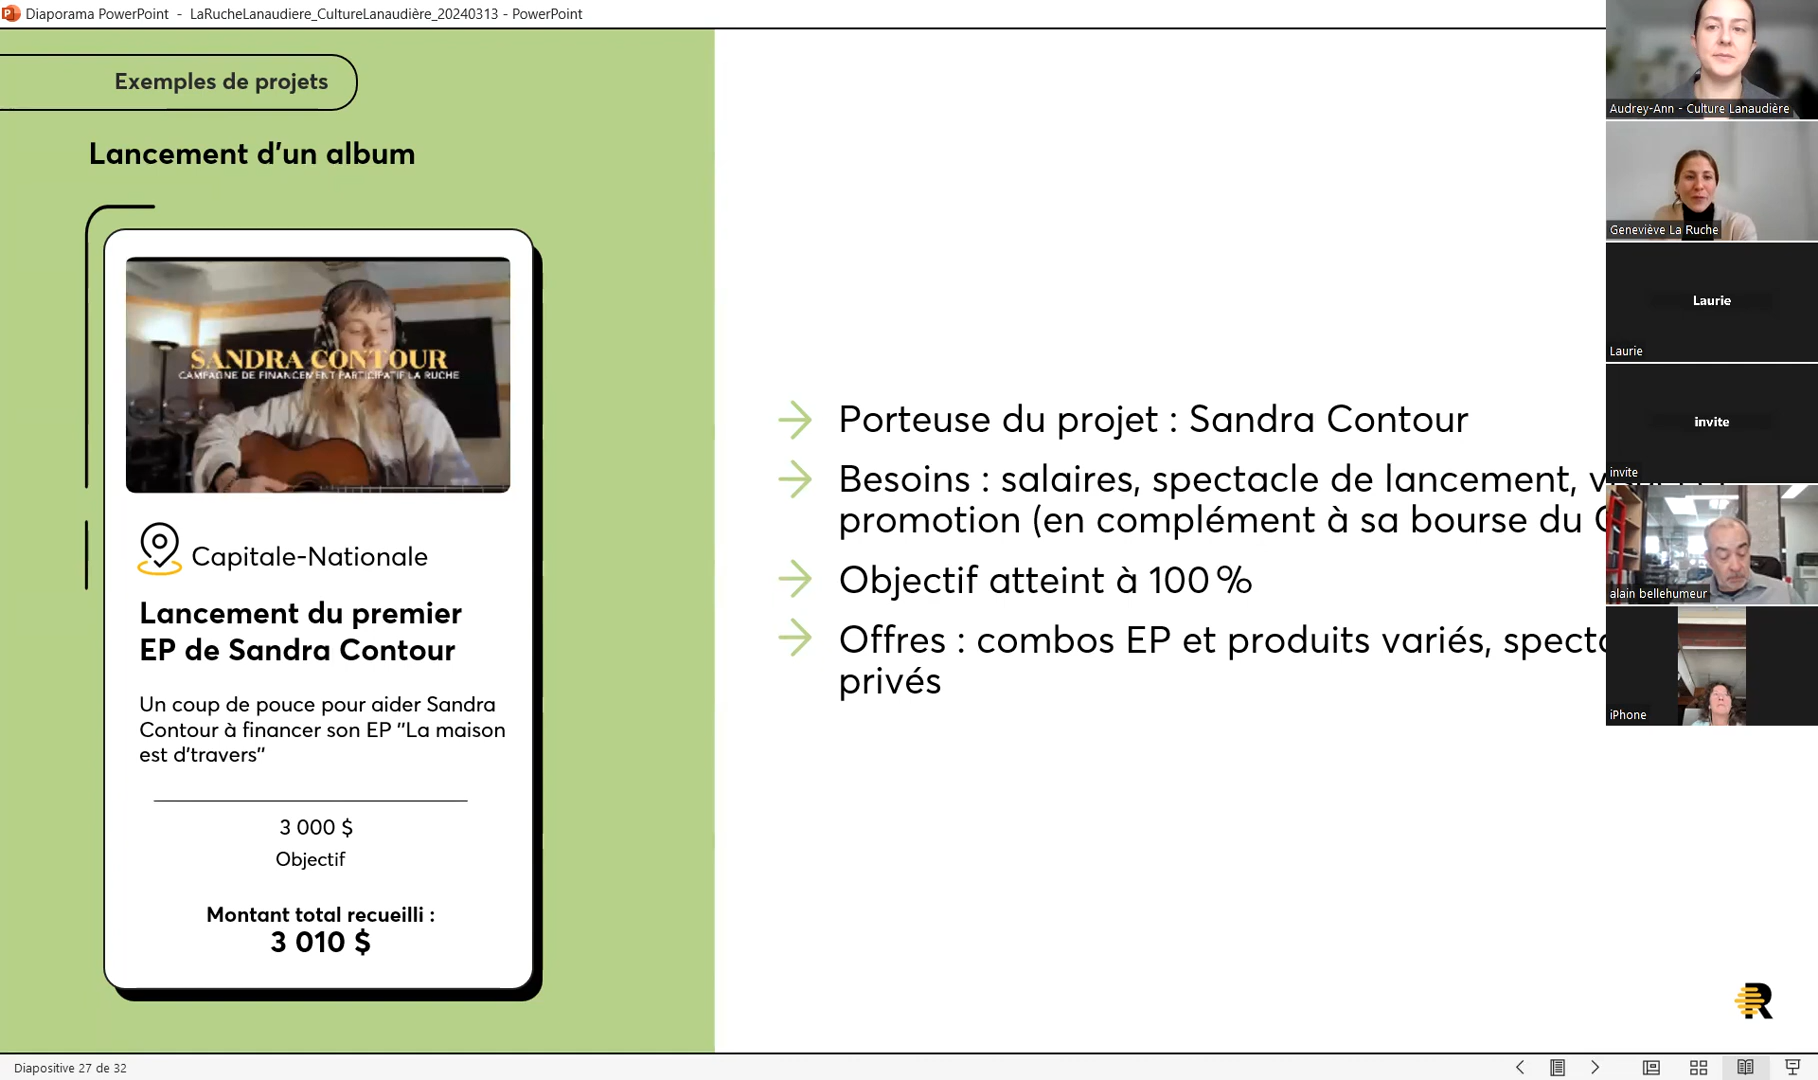 Diaporama PowerPoint - LaRucheLanaudiere_CultureLanaudière_20240313 - PowerPoint
Exemples de projets
Lancement d'un album
SANDRA CONTOUR
CAMPAGNE DE FINANCEMENT PARTICIPATIF LA RUCHE
Capitale-Nationale
Lancement du premier
EP de Sandra Contour
Un coup de pouce pour aider Sandra
Contour à financer son EP "La maison
est d'travers"
3 000 $
Objectif
Montant total recueilli :
3 010 $
Porteuse du projet : Sandra Contour
Besoins : salaires, spectacle de lancement,
promotion (en complément à sa bourse du
Objectif atteint à 100 %
Offres : combos EP et produits variés,
privés
Audrey-Ann - Culture Lanaudière
Geneviève La Ruche
Laurie
Laurie
invite
invite
alain bellehumeur
iPhone
R
Diapositive 27 de 32